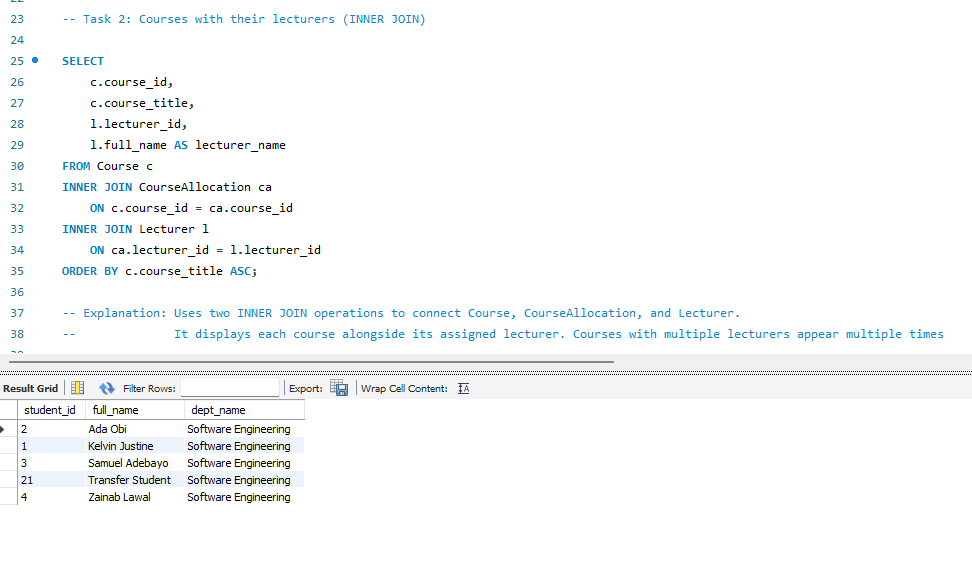 23 -- Task 2: Courses with their lecturers (INNER JOIN)
24
25 SELECT
26 c.course_id,
27 c.course_title,
28 l.lecturer_id,
29 l.full_name AS lecturer_name
30 FROM Course c
31 INNER JOIN CourseAllocation ca
32 ON c.course_id = ca.course_id
33 INNER JOIN Lecturer l
34 ON ca.lecturer_id = l.lecturer_id
35 ORDER BY c.course_title ASC;
36
37 -- Explanation: Uses two INNER JOIN operations to connect Course, CourseAllocation, and Lecturer.
38 -- It displays each course alongside its assigned lecturer. Courses with multiple lecturers appear multiple times
Result Grid Filter Rows: Export: Wrap Cell Content:
student_id full_name dept_name
2 Ada Obi Software Engineering
1 Kelvin Justine Software Engineering
3 Samuel Adebayo Software Engineering
21 Transfer Student Software Engineering
4 Zainab Lawal Software Engineering